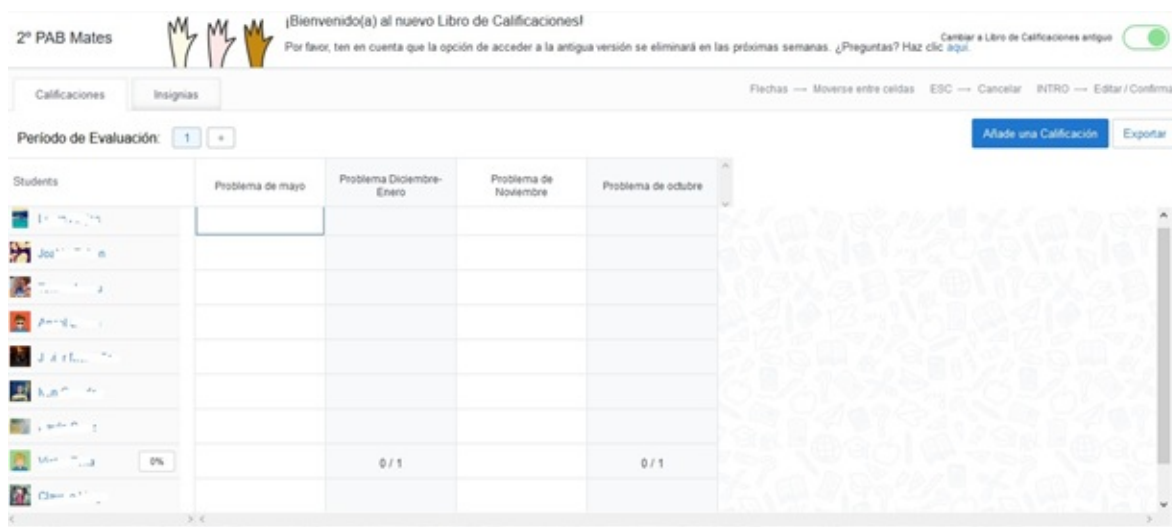 2º PAB Mates
¡Bienvenido(a) al nuevo Libro de Calificaciones!
Por favor, ten en cuenta que la opción de acceder a la antigua versión se eliminará en las próximas semanas. ¿Preguntas? Haz clic aquí.
Cambiar a Libro de Calificaciones antiguo
Calificaciones Insignias
Flechas → Moverse entre celdas ESC → Cancelar INTRO → Editar / Confirma
Período de Evaluación: 1 +
Añade una Calificación Exportar
Students
Problema de mayo
Problema Diciembre-
Enero
Problema de
Noviembre
Problema de octubre
0% 0 / 1 0 / 1